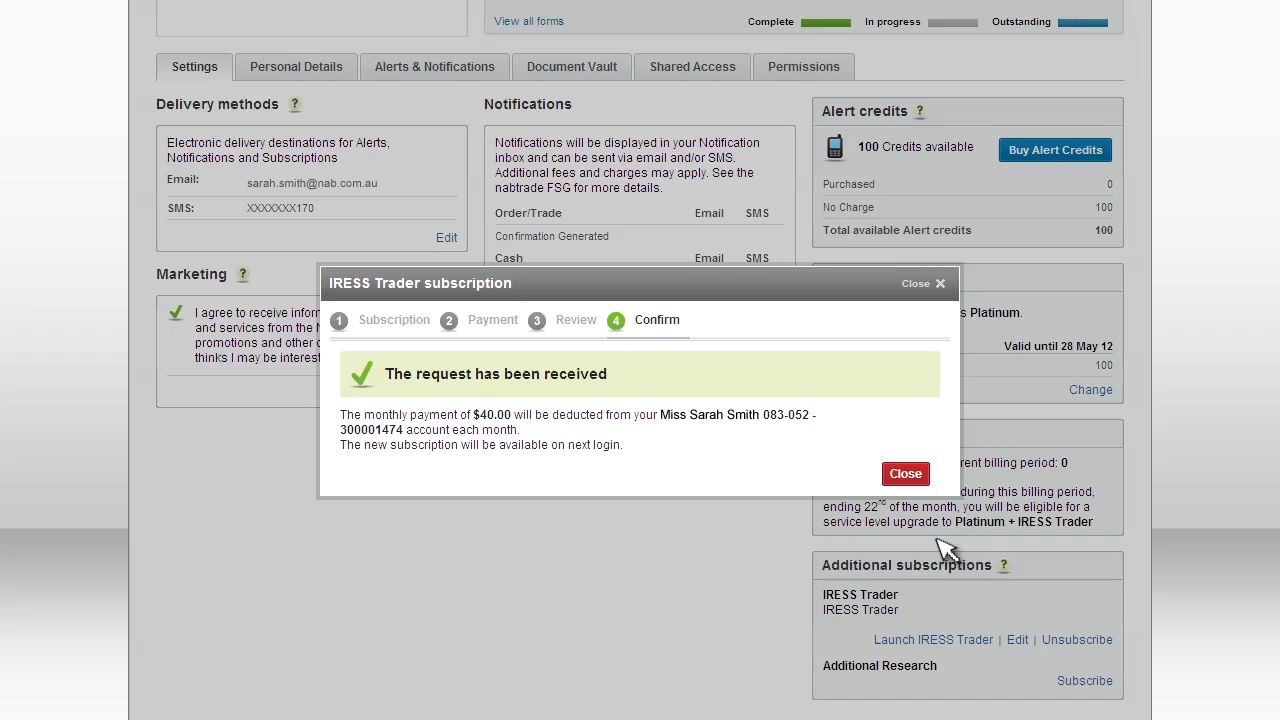 View all forms
Complete
In progress
Outstanding
Settings
Personal Details
Alerts & Notifications
Document Vault
Shared Access
Permissions
Delivery methods ?
Electronic delivery destinations for Alerts,
Notifications and Subscriptions
Email: sarah.smith@nab.com.au
SMS: XXXXXXX170
Edit
Marketing ?
I agree to receive
and services from the
promotions and other
thinks I may be
Notifications
Notifications will be displayed in your Notification
inbox and can be sent via email and/or SMS.
Additional fees and charges may apply. See the
nabtrade FSG for more details.
Order/Trade Email SMS
Confirmation Generated
Cash Email SMS
Alert credits ?
100 Credits available
Buy Alert Credits
Purchased 0
No Charge 100
Total available Alert credits 100
Platinum.
Valid until 28 May 12
100
Change
IRESS Trader subscription
Close ×
1 Subscription 2 Payment 3 Review 4 Confirm
The request has been received
The monthly payment of $40.00 will be deducted from your Miss Sarah Smith 083-052 -
300001474 account each month.
The new subscription will be available on next login.
Close
billing period: 0
during this billing period,
ending 22nd of the month, you will be eligible for a
service level upgrade to Platinum + IRESS Trader
Additional subscriptions ?
IRESS Trader
IRESS Trader
Launch IRESS Trader | Edit | Unsubscribe
Additional Research
Subscribe